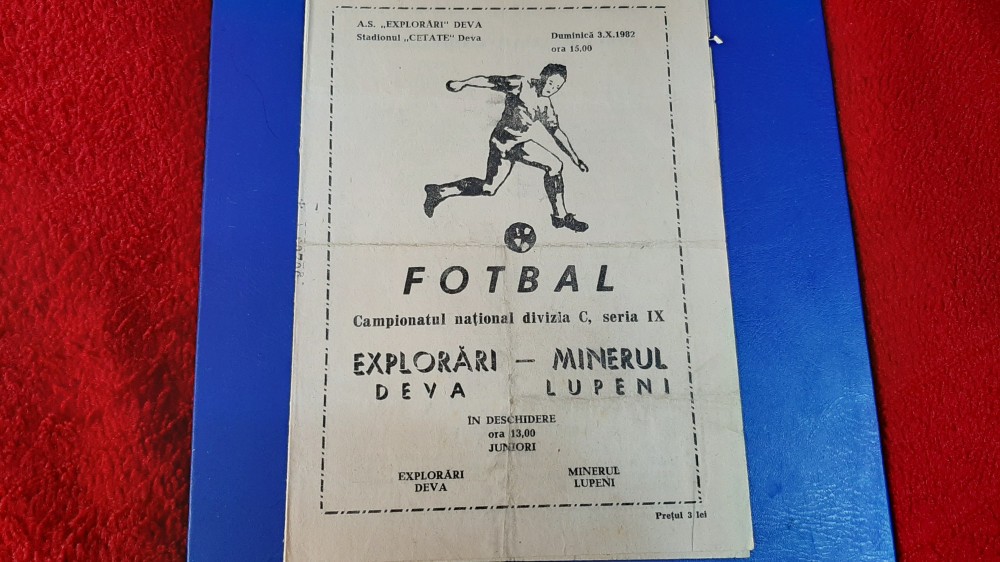 A.S. „EXPLORĂRI" DEVA
Stadionul „CETATE" Deva
Duminică 3.X.1982
ora 15.00
FOTBAL
Campionatul național divizia C, seria IX
EXPLORĂRI — MINERUL
DEVA LUPENI
ÎN DESCHIDERE
ora 13,00
JUNIORI
EXPLORĂRI MINERUL
DEVA LUPENI
Prețul 3 lei